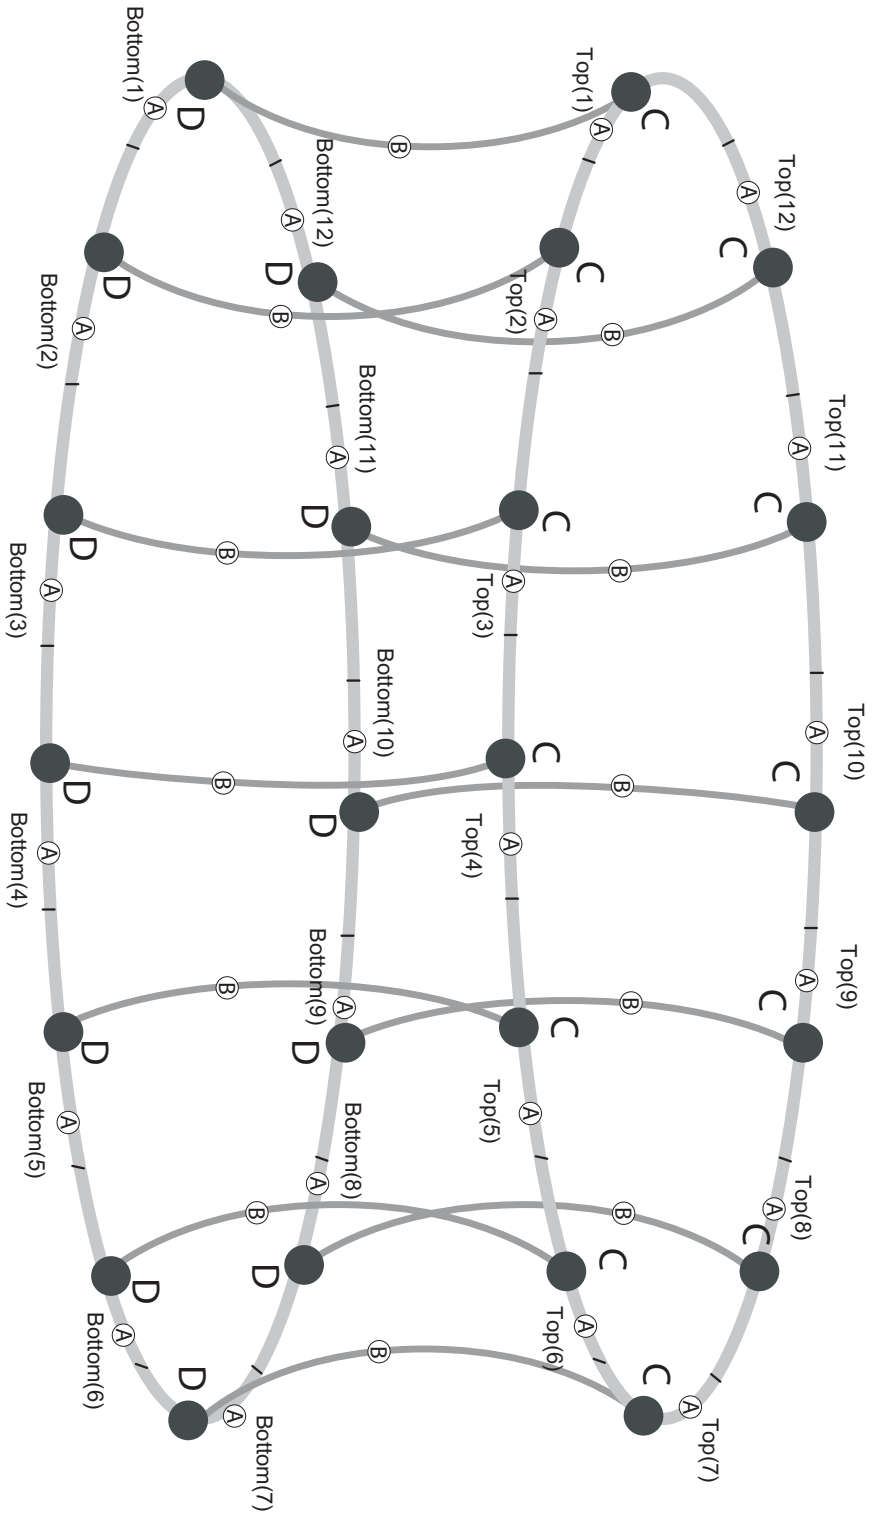 Top(12) Top(11) Top(10) Top(9) Top(8) Top(7)
A A A A A A
C C C C C C
B B B B B
C C C C C C
A A A A A A
Top(1) Top(2) Top(3) Top(4) Top(5) Top(6)
B B B B B B B
Bottom(12) Bottom(11) Bottom(10) Bottom(9) Bottom(8) Bottom(7)
A A A A A A
D D D D D D
D D D D D D
A A A A A A
Bottom(1) Bottom(2) Bottom(3) Bottom(4) Bottom(5) Bottom(6)